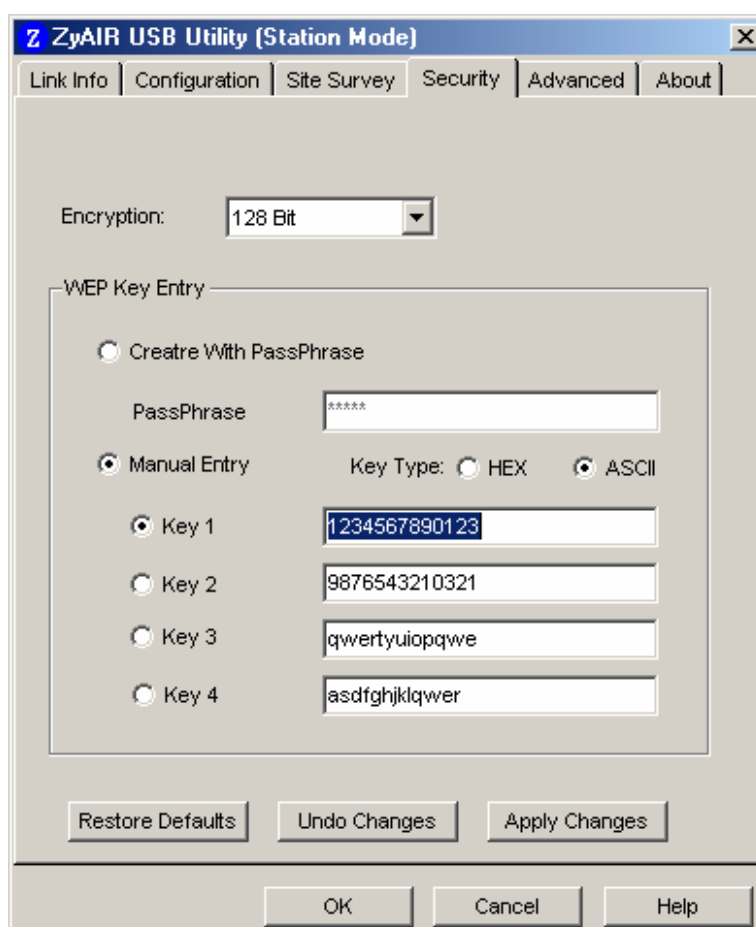 Z ZyAIR USB Utility (Station Mode)
Link Info Configuration Site Survey Security Advanced About
Encryption: 128 Bit
WEP Key Entry
Creatre With PassPhrase
PassPhrase *****
Manual Entry Key Type: HEX ASCII
Key 1 1234567890123
Key 2 9876543210321
Key 3 qwertyuiopqwe
Key 4 asdfghjklqwer
Restore Defaults Undo Changes Apply Changes
OK Cancel Help